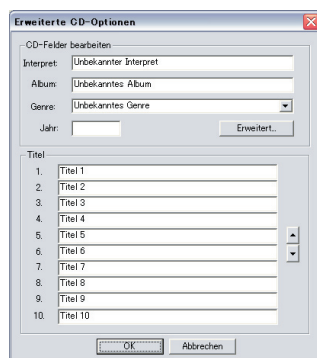 Erweiterte CD-Optionen
CD-Felder bearbeiten
Interpret: Unbekannter Interpret
Album: Unbekanntes Album
Genre: Unbekanntes Genre
Jahr:
Erweitert..
Titel
1. Titel 1
2. Titel 2
3. Titel 3
4. Titel 4
5. Titel 5
6. Titel 6
7. Titel 7
8. Titel 8
9. Titel 9
10. Titel 10
OK Abbrechen